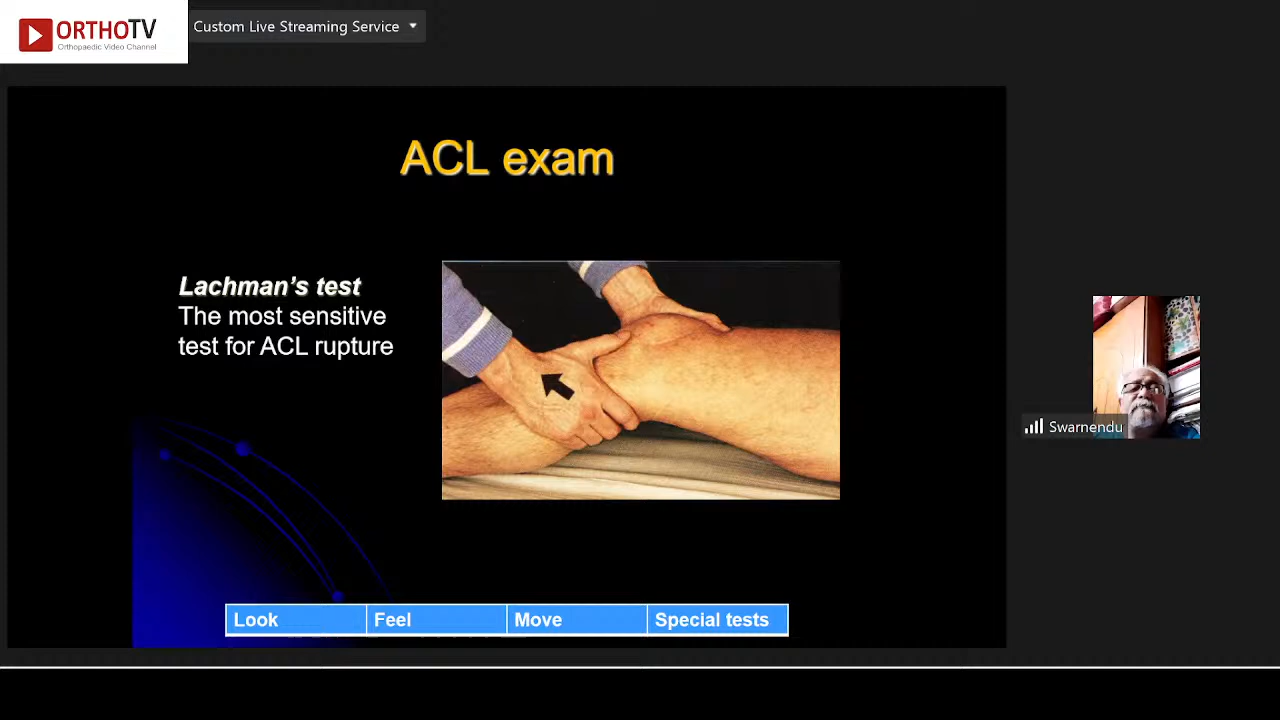 ORTHOTV
Orthopaedic Video Channel
Custom Live Streaming Service
ACL exam
Lachman's test
The most sensitive
test for ACL rupture
Swarnendu
Look Feel Move Special tests